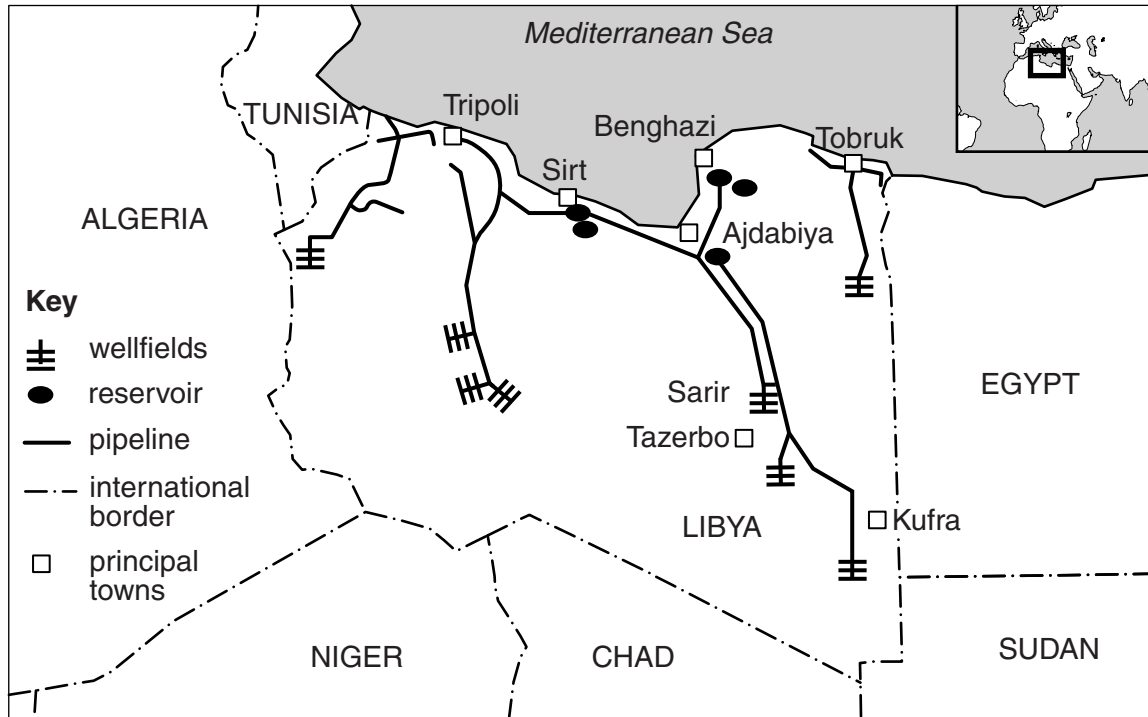 Mediterranean Sea
TUNISIA
Tripoli
Benghazi
Tobruk
Sirt
ALGERIA
Ajdabiya
Key
wellfields
reservoir
pipeline
international
border
principal
towns
Sarir
EGYPT
Tazerbo
LIBYA
Kufra
NIGER
CHAD
SUDAN